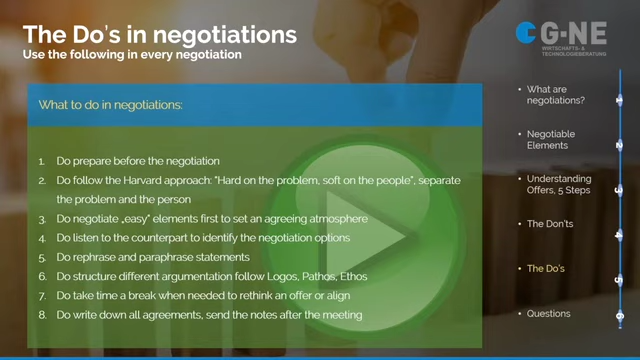 The Do's in negotiations
Use the following in every negotiation
G-NE
WIRTSCHAFTS- &
TECHNOLOGIEBERATUNG
What to do in negotiations:
1. Do prepare before the negotiation
2. Do follow the Harvard approach: "Hard on the problem, soft on the people", separate
the problem and the person
3. Do negotiate „easy" elements first to set an agreeing atmosphere
4. Do listen to the counterpart to identify the negotiation options
5. Do rephrase and paraphrase statements
6. Do structure different argumentation follow Logos, Pathos, Ethos
7. Do take time a break when needed to rethink an offer or align
8. Do write down all agreements, send the notes after the meeting
• What are
negotiations?
1
• Negotiable
Elements
2
• Understanding
Offers, 5 Steps
3
• The Don'ts
4
• The Do's
5
• Questions
6